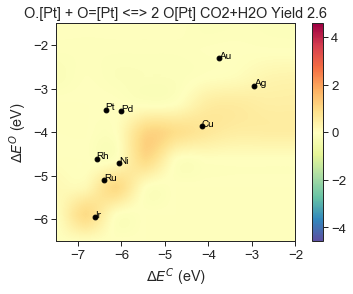 O.[Pt] + O=[Pt] <=> 2 O[Pt] CO2+H2O Yield 2.6
−2
−3
−4
−5
−6
ΔE^O (eV)
Au
Ag
Pt
Pd
Cu
Rh
Ni
Ru
Ir
−7
−6
−5
−4
−3
−2
ΔE^C (eV)
4
2
0
−2
−4